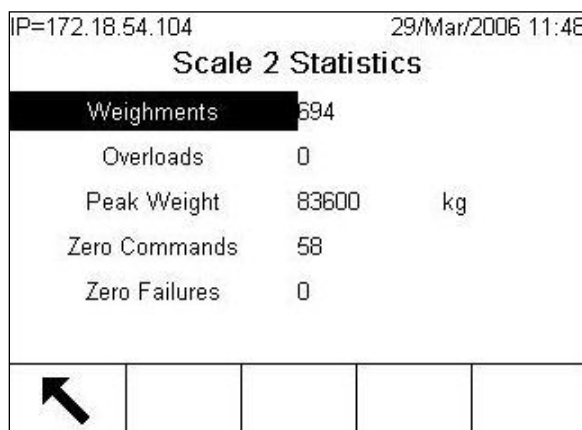 IP=172.18.54.104 29/Mar/2006 11:48
Scale 2 Statistics
Weighments 694
Overloads 0
Peak Weight 83600 kg
Zero Commands 58
Zero Failures 0